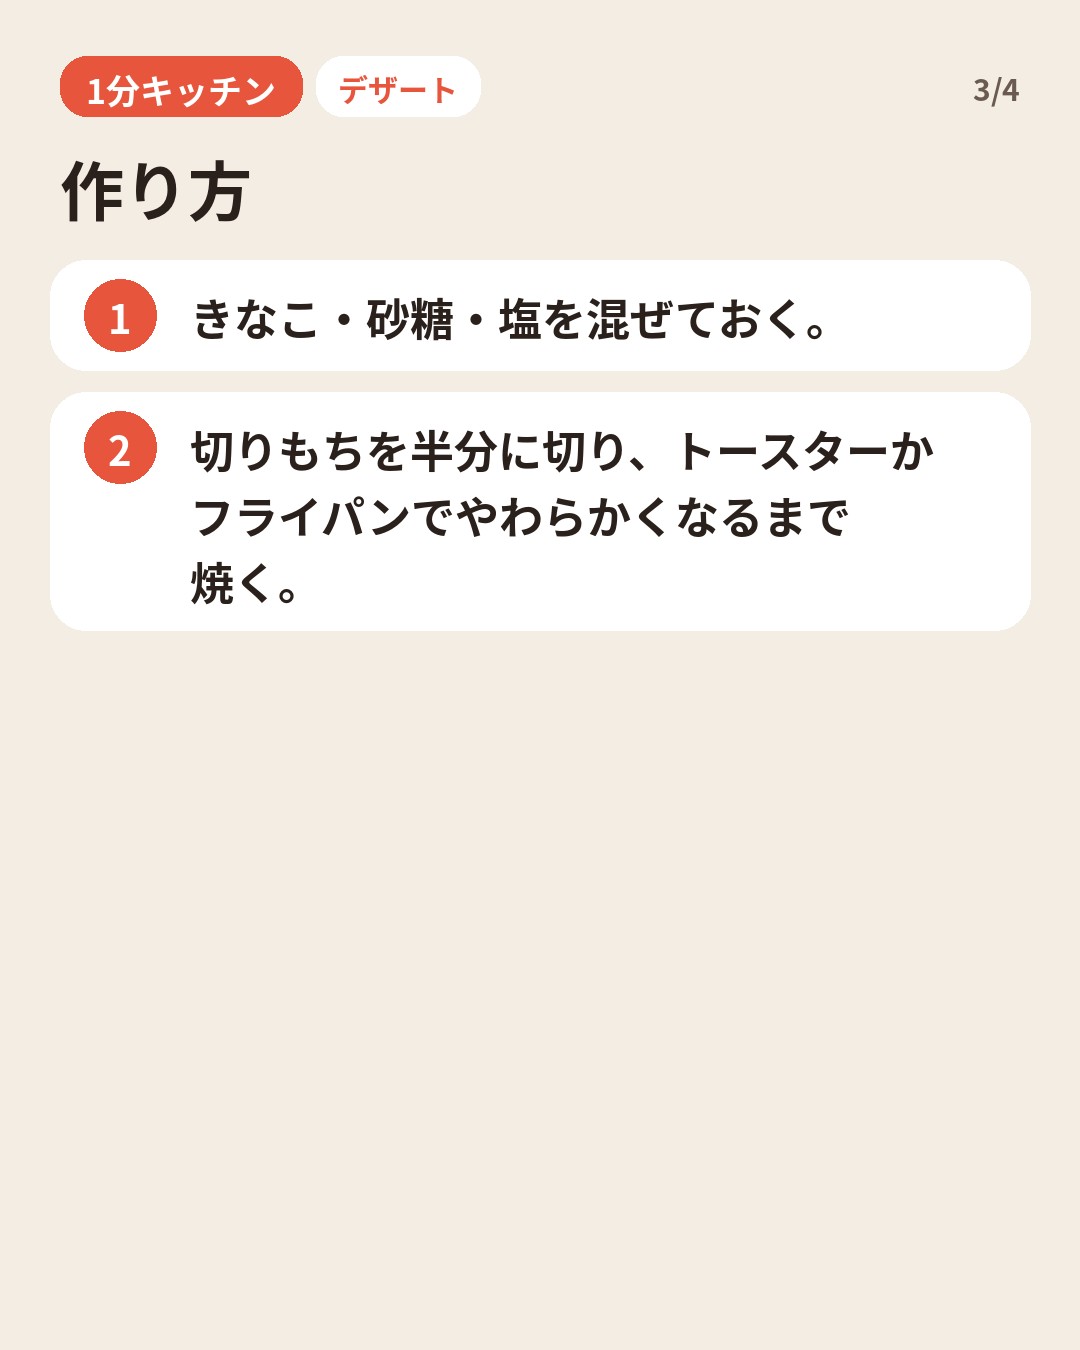 1分キッチン デザート 3/4
作り方
1 きなこ・砂糖・塩を混ぜておく。
2 切りもちを半分に切り、トースターか
フライパンでやわらかくなるまで
焼く。